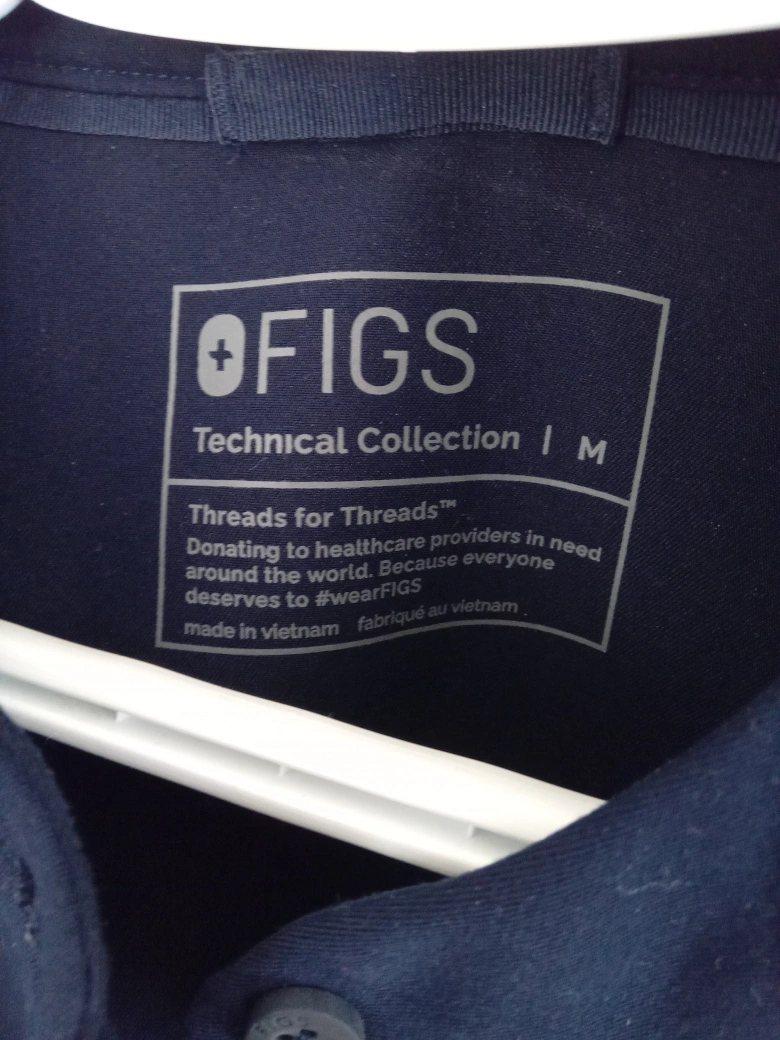 FIGS
Technical Collection | M
Threads for Threads™
Donating to healthcare providers in need
around the world. Because everyone
deserves to #wearFIGS
made in vietnam fabriqué au vietnam
FIGS